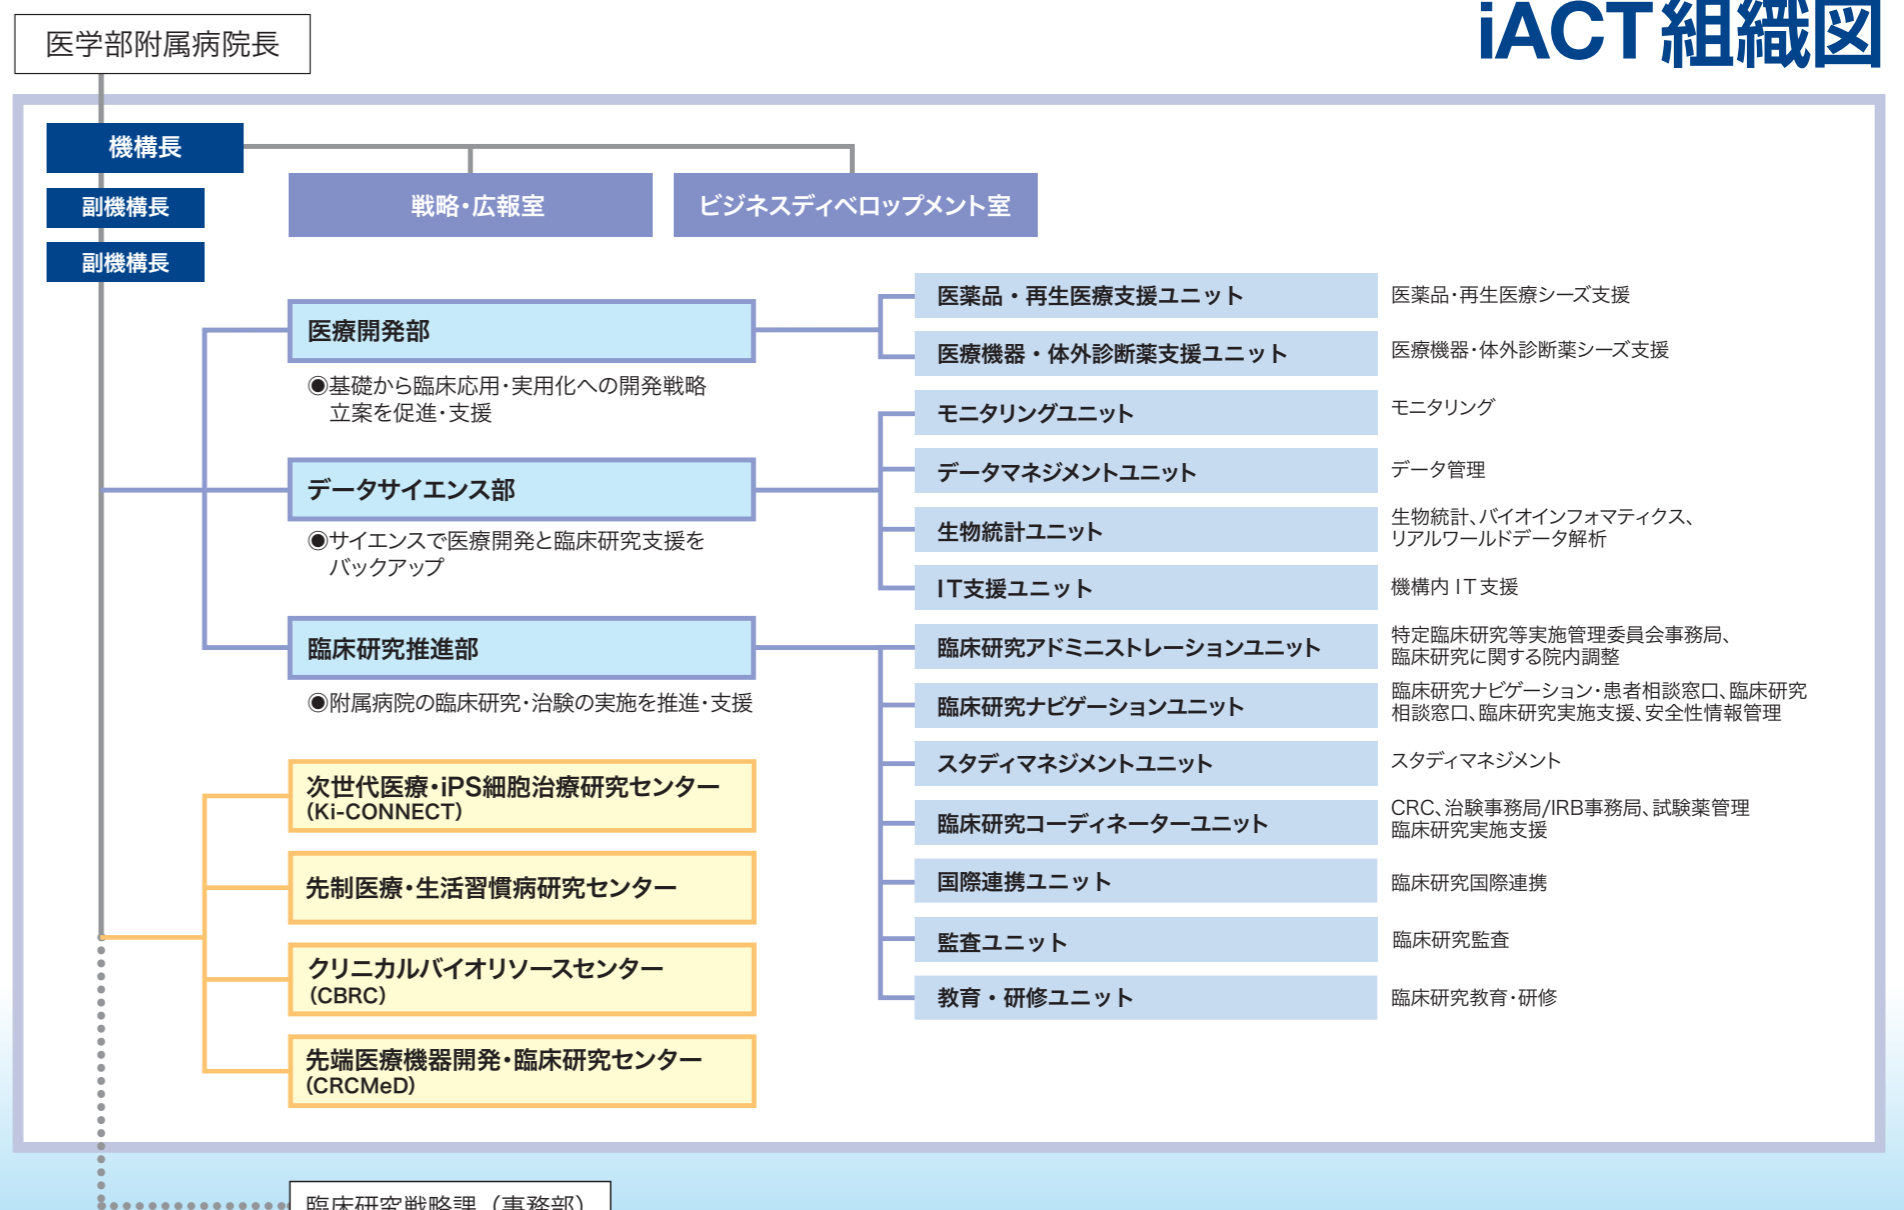 iACT組織図
医学部附属病院長
機構長
副機構長
副機構長
戦略・広報室
ビジネスディベロップメント室
医療開発部
◉基礎から臨床応用・実用化への開発戦略
立案を促進・支援
医薬品・再生医療支援ユニット
医薬品・再生医療シーズ支援
医療機器・体外診断薬支援ユニット
医療機器・体外診断薬シーズ支援
データサイエンス部
◉サイエンスで医療開発と臨床研究支援を
バックアップ
モニタリングユニット
モニタリング
データマネジメントユニット
データ管理
生物統計ユニット
生物統計、バイオインフォマティクス、
リアルワールドデータ解析
IT支援ユニット
機構内 IT 支援
臨床研究推進部
◉附属病院の臨床研究・治験の実施を推進・支援
臨床研究アドミニストレーションユニット
特定臨床研究等実施管理委員会事務局、
臨床研究に関する院内調整
臨床研究ナビゲーションユニット
臨床研究ナビゲーション・患者相談窓口、臨床研究
相談窓口、臨床研究実施支援、安全性情報管理
スタディマネジメントユニット
スタディマネジメント
臨床研究コーディネーターユニット
CRC、治験事務局/IRB事務局、試験薬管理
臨床研究実施支援
国際連携ユニット
臨床研究国際連携
監査ユニット
臨床研究監査
教育・研修ユニット
臨床研究教育・研修
次世代医療・iPS細胞治療研究センター
(Ki-CONNECT)
先制医療・生活習慣病研究センター
クリニカルバイオリソースセンター
(CBRC)
先端医療機器開発・臨床研究センター
(CRCMeD)
臨床研究戦略課（事務部）